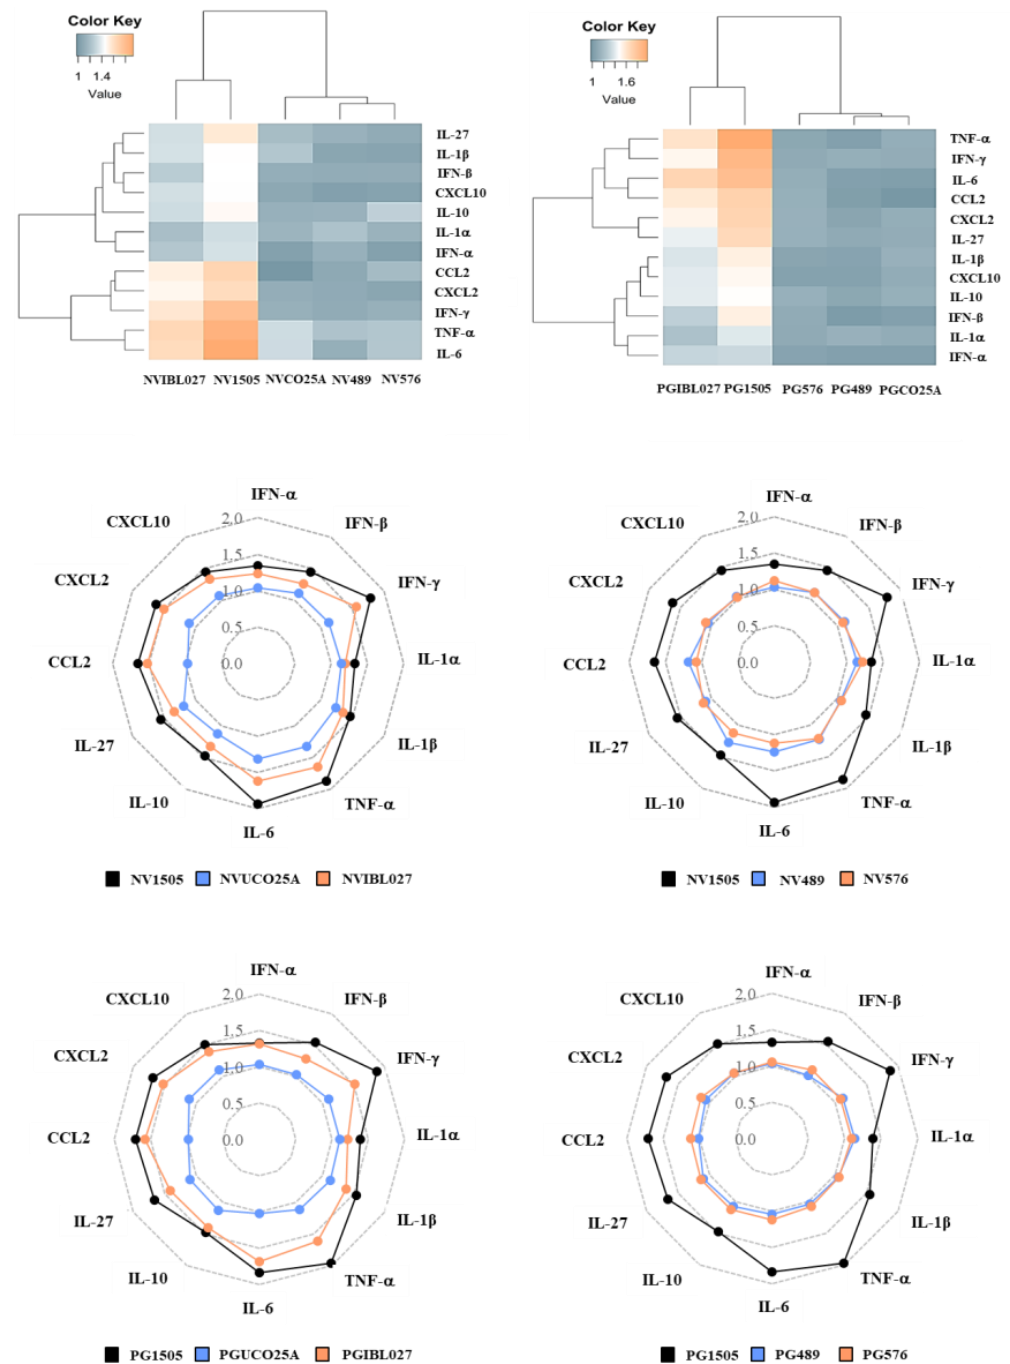 Color Key
1 1.4
Value
IL-27
IL-1β
IFN-β
CXCL10
IL-10
IL-1α
IFN-α
CCL2
CXCL2
IFN-γ
TNF-α
IL-6
NVIBL027 NV1505 NVCO25A NV489 NV576
Color Key
1 1.6
Value
TNF-α
IFN-γ
IL-6
CCL2
CXCL2
IL-27
IL-1β
CXCL10
IL-10
IFN-β
IL-1α
IFN-α
PGIBL027 PG1505 PG576 PG489 PGCO25A
IFN-α
IFN-β
IFN-γ
IL-1α
IL-1β
TNF-α
IL-6
IL-10
IL-27
CCL2
CXCL2
CXCL10
2.0
1.5
1.0
0.5
0.0
NV1505 NVUCO25A NVIBL027
IFN-α
IFN-β
IFN-γ
IL-1α
IL-1β
TNF-α
IL-6
IL-10
IL-27
CCL2
CXCL2
CXCL10
2.0
1.5
1.0
0.5
0.0
NV1505 NV489 NV576
IFN-α
IFN-β
IFN-γ
IL-1α
IL-1β
TNF-α
IL-6
IL-10
IL-27
CCL2
CXCL2
CXCL10
2.0
1.5
1.0
0.5
0.0
PG1505 PGUCO25A PGIBL027
IFN-α
IFN-β
IFN-γ
IL-1α
IL-1β
TNF-α
IL-6
IL-10
IL-27
CCL2
CXCL2
CXCL10
2.0
1.5
1.0
0.5
0.0
PG1505 PG489 PG576